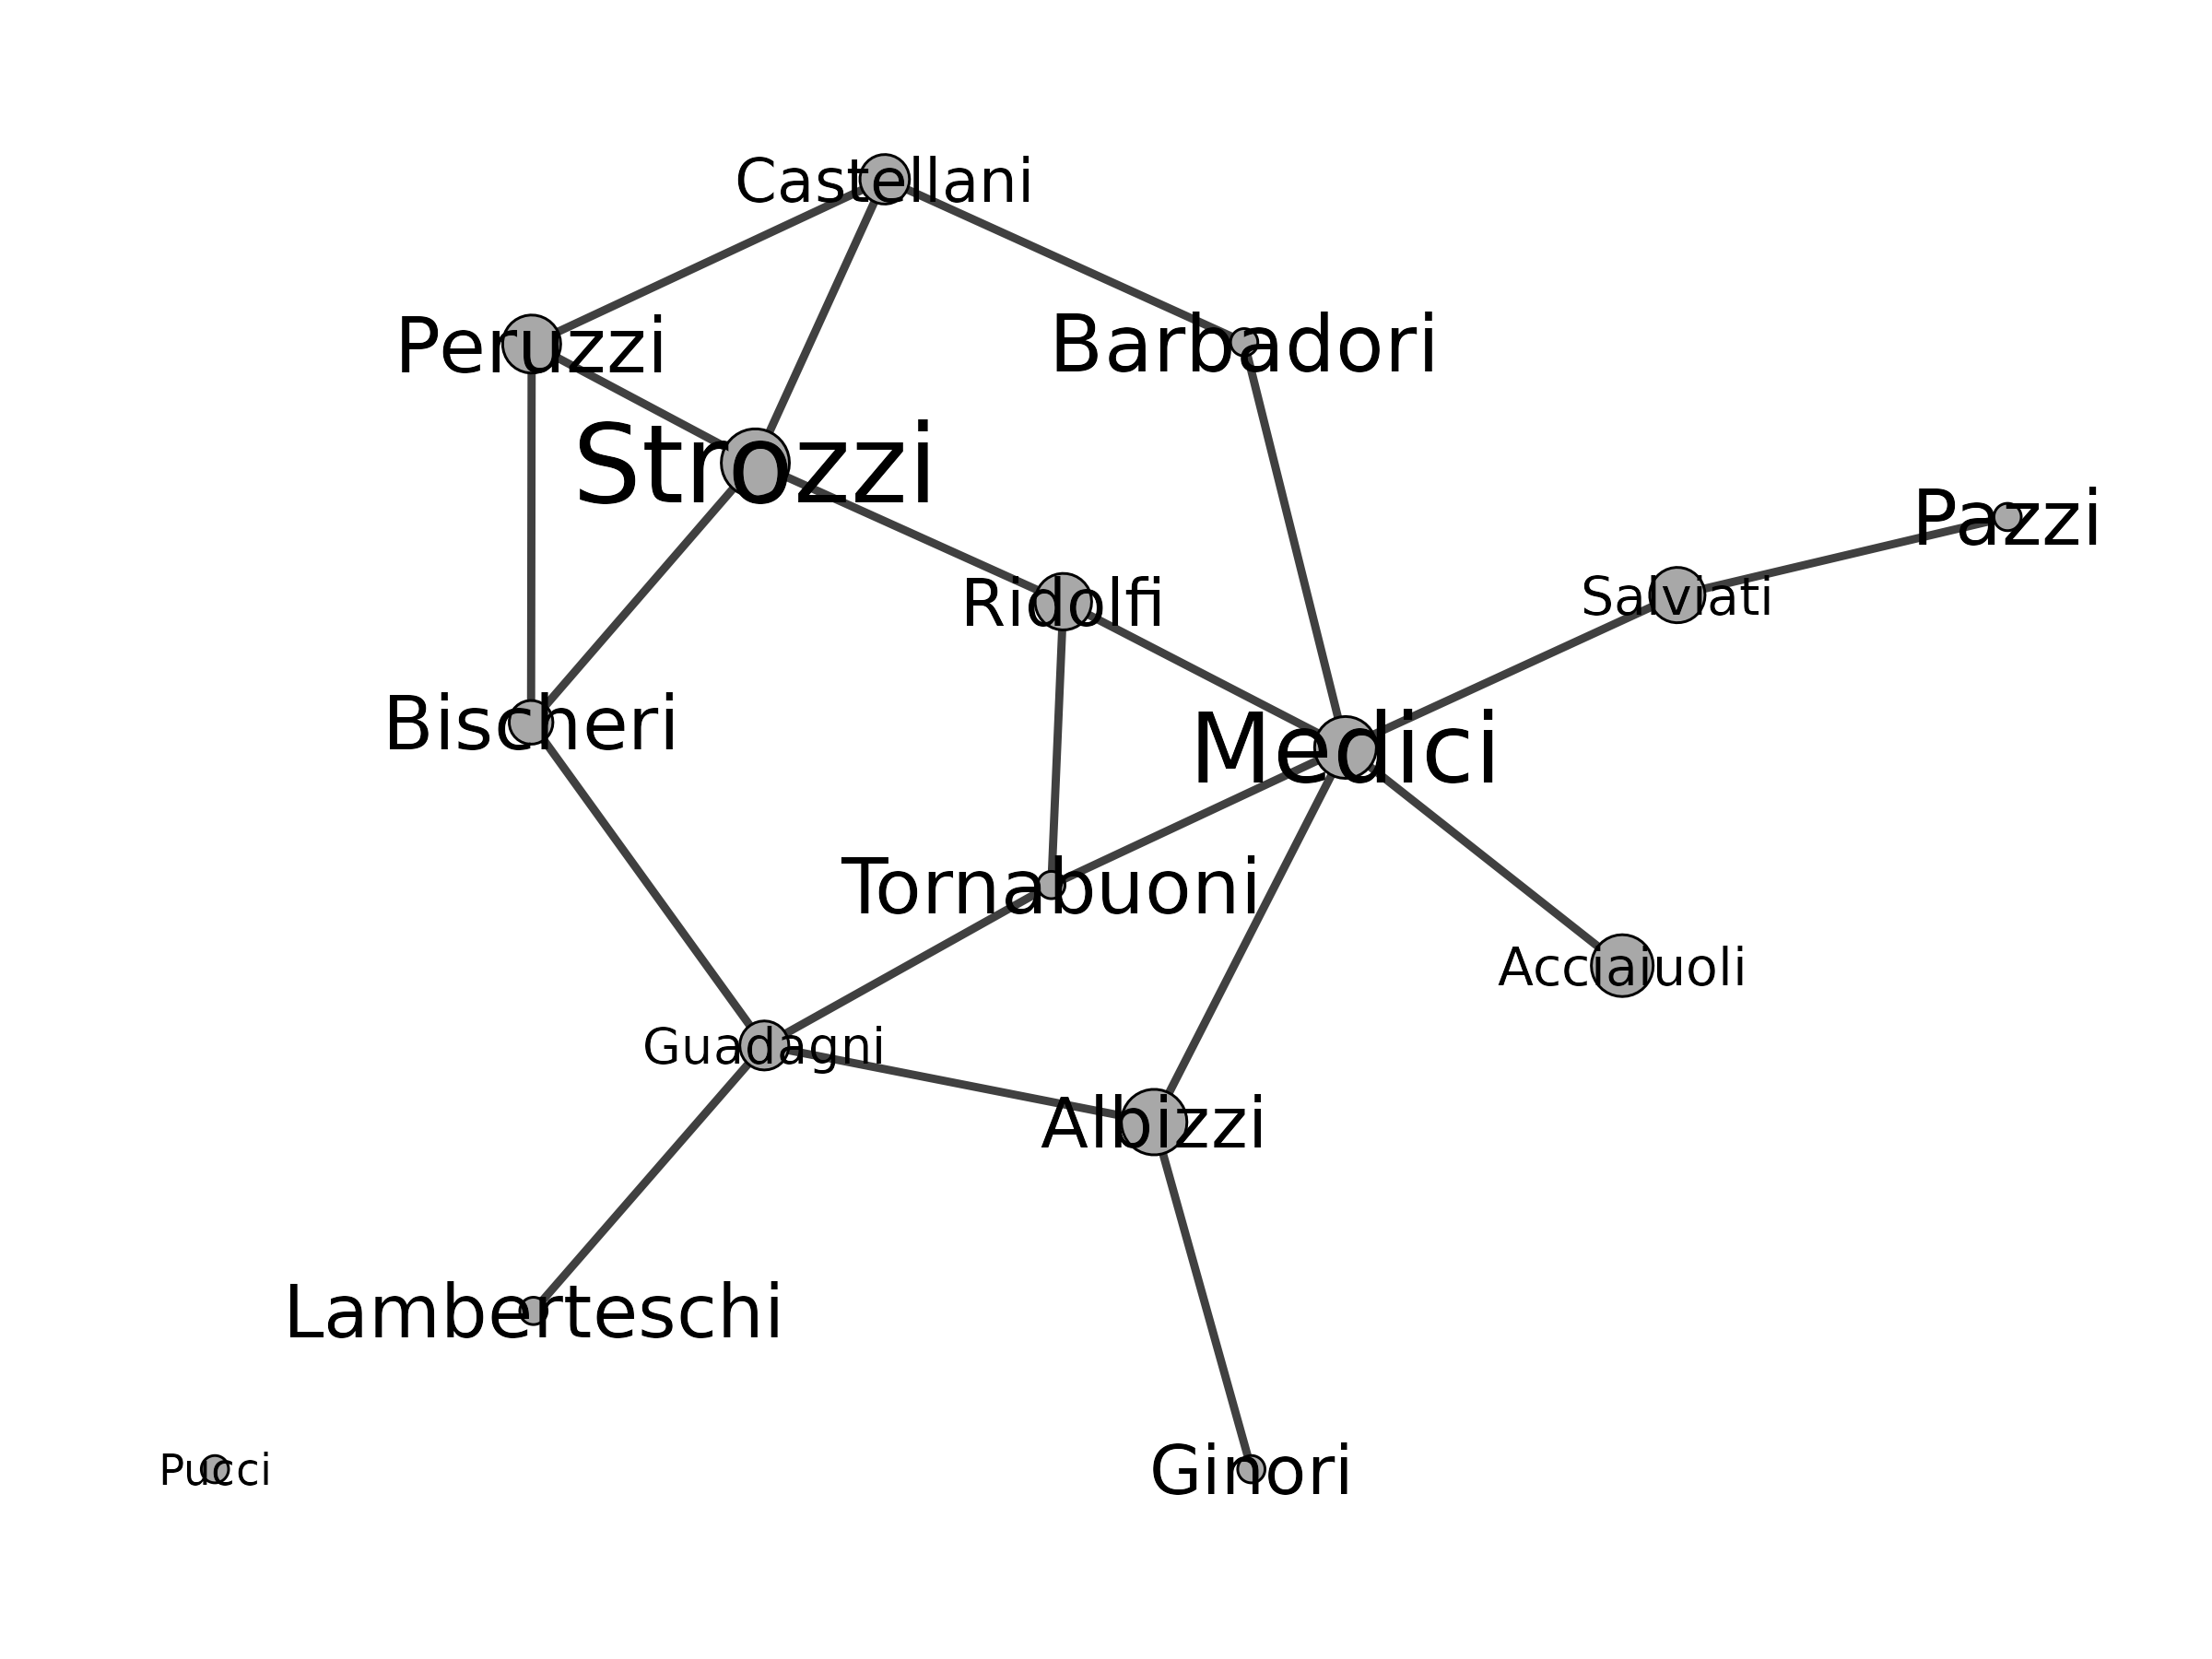 Castellani
Peruzzi
Barbadori
Strozzi
Pazzi
Ridolfi
Salviati
Bischeri
Medici
Tornabuoni
Acciaiuoli
Guadagni
Albizzi
Lamberteschi
Pucci
Ginori